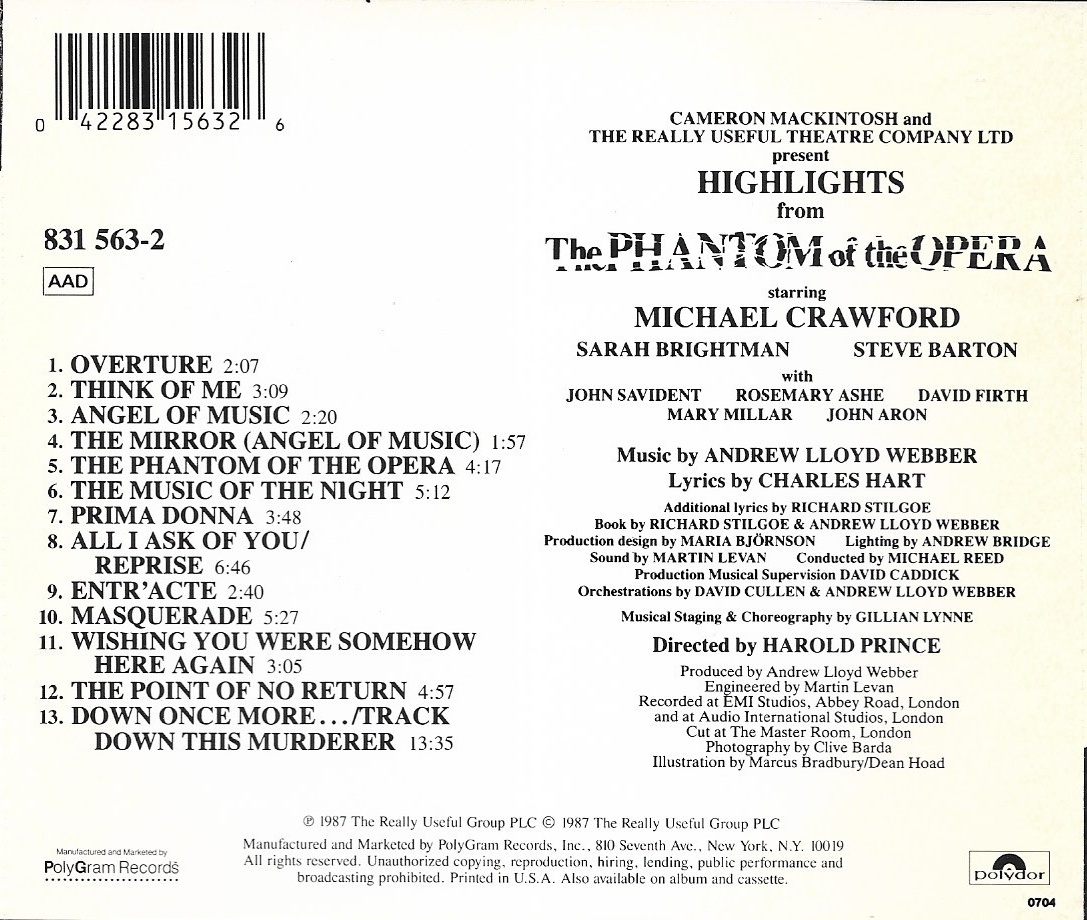 0 42283 15632 6
831 563-2
AAD
1. OVERTURE 2:07
2. THINK OF ME 3:09
3. ANGEL OF MUSIC 2:20
4. THE MIRROR (ANGEL OF MUSIC) 1:57
5. THE PHANTOM OF THE OPERA 4:17
6. THE MUSIC OF THE NIGHT 5:12
7. PRIMA DONNA 3:48
8. ALL I ASK OF YOU/
REPRISE 6:46
9. ENTR'ACTE 2:40
10. MASQUERADE 5:27
11. WISHING YOU WERE SOMEHOW
HERE AGAIN 3:05
12. THE POINT OF NO RETURN 4:57
13. DOWN ONCE MORE.../TRACK
DOWN THIS MURDERER 13:35
CAMERON MACKINTOSH and
THE REALLY USEFUL THEATRE COMPANY LTD
present
HIGHLIGHTS
from
The PHANTOM of the OPERA
starring
MICHAEL CRAWFORD
SARAH BRIGHTMAN STEVE BARTON
with
JOHN SAVIDENT ROSEMARY ASHE DAVID FIRTH
MARY MILLAR JOHN ARON
Music by ANDREW LLOYD WEBBER
Lyrics by CHARLES HART
Additional lyrics by RICHARD STILGOE
Book by RICHARD STILGOE & ANDREW LLOYD WEBBER
Production design by MARIA BJÖRNSON Lighting by ANDREW BRIDGE
Sound by MARTIN LEVAN Conducted by MICHAEL REED
Production Musical Supervision DAVID CADDICK
Orchestrations by DAVID CULLEN & ANDREW LLOYD WEBBER
Musical Staging & Choreography by GILLIAN LYNNE
Directed by HAROLD PRINCE
Produced by Andrew Lloyd Webber
Engineered by Martin Levan
Recorded at EMI Studios, Abbey Road, London
and at Audio International Studios, London
Cut at The Master Room, London
Photography by Clive Barda
Illustration by Marcus Bradbury/Dean Hoad
℗ 1987 The Really Useful Group PLC © 1987 The Really Useful Group PLC
Manufactured and Marketed by PolyGram Records, Inc., 810 Seventh Ave., New York, N.Y. 10019
All rights reserved. Unauthorized copying, reproduction, hiring, lending, public performance and
broadcasting prohibited. Printed in U.S.A. Also available on album and cassette.
Manufactured and Marketed by
PolyGram Records
polydor
0704